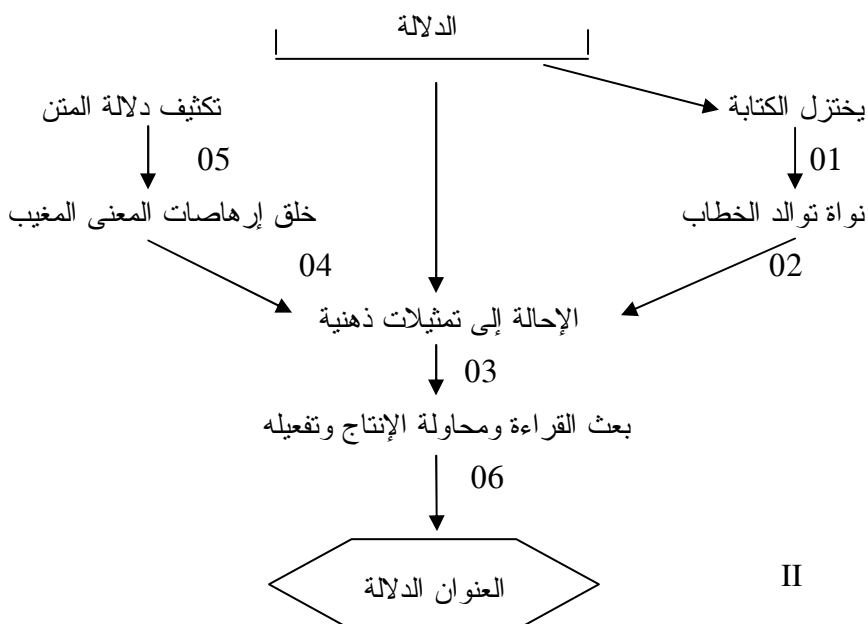 الدلالة
يختزل الكتابة
تكثيف دلالة المتن
01
05
نواة توالد الخطاب
خلق إرهاصات المعنى المغيب
02
04
الإحالة إلى تمثيلات ذهنية
03
بعث القراءة ومحاولة الإنتاج وتفعيله
06
العنوان الدلالة
II